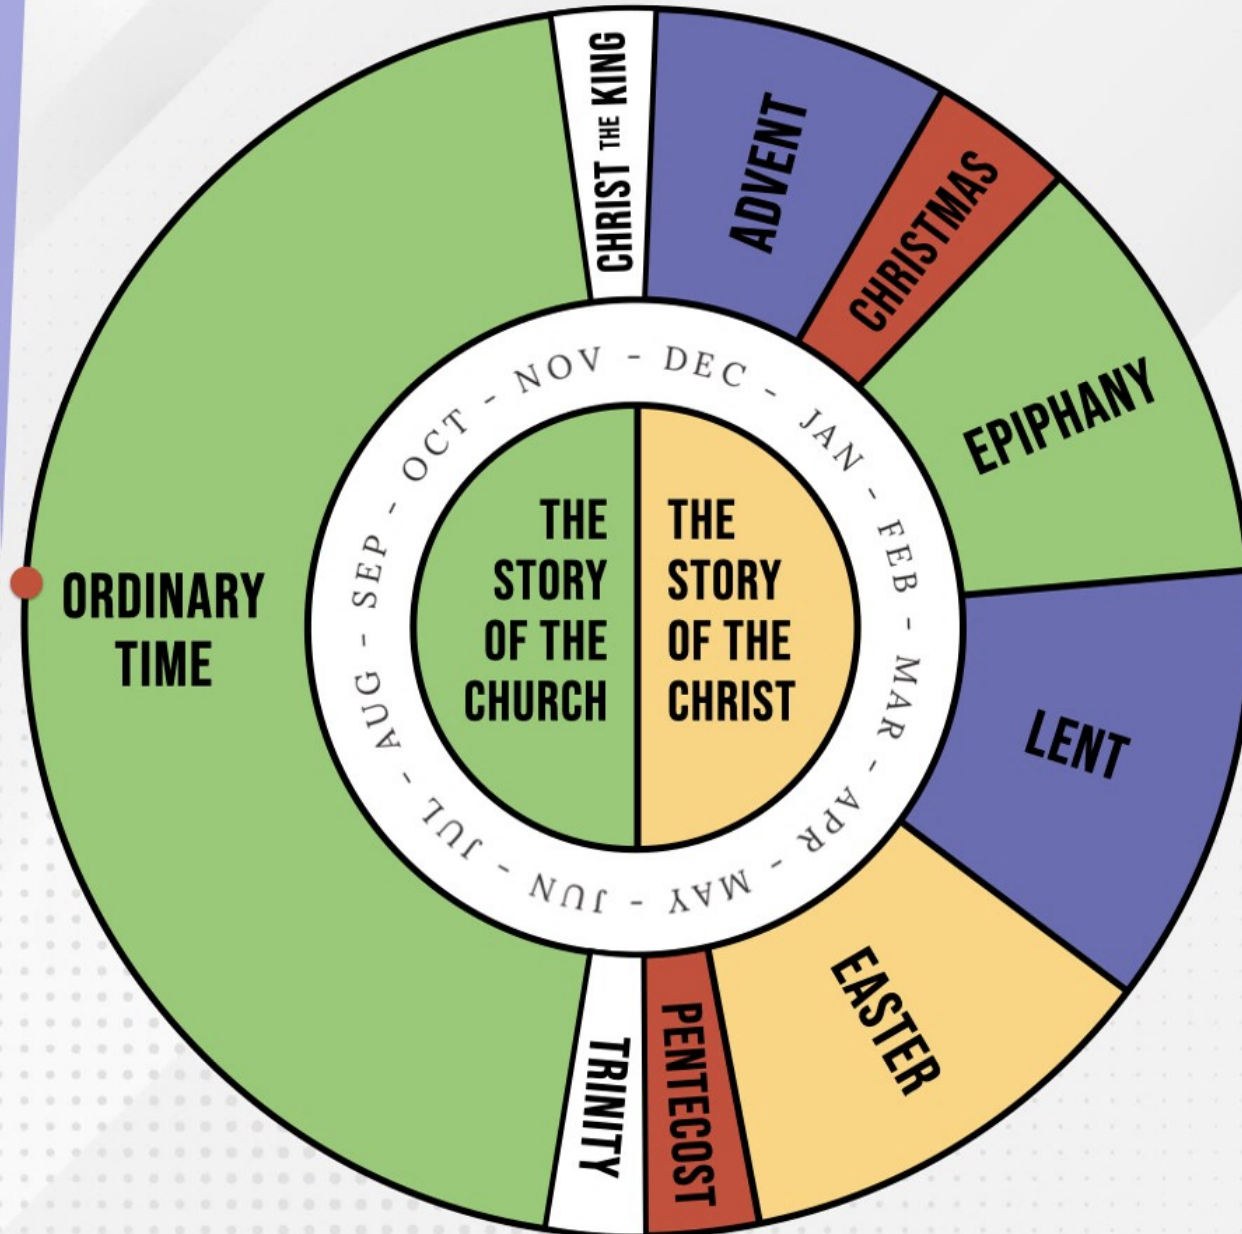 CHRIST THE KING
ADVENT
CHRISTMAS
EPIPHANY
LENT
EASTER
PENTECOST
TRINITY
ORDINARY
TIME
DEC - JAN - FEB - MAR - APR - MAY - JUN - JUL - AUG - SEP - OCT - NOV -
THE
STORY
OF THE
CHURCH
THE
STORY
OF THE
CHRIST